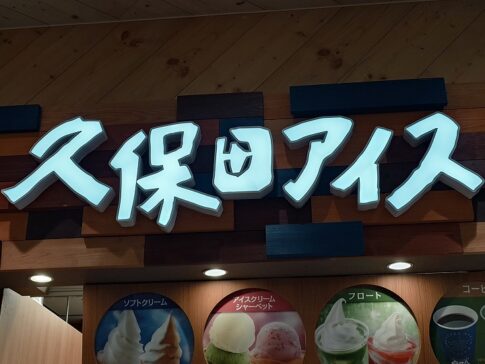 久保田アイス
ソフトクリーム
アイスクリーム
シャーベット
フロート